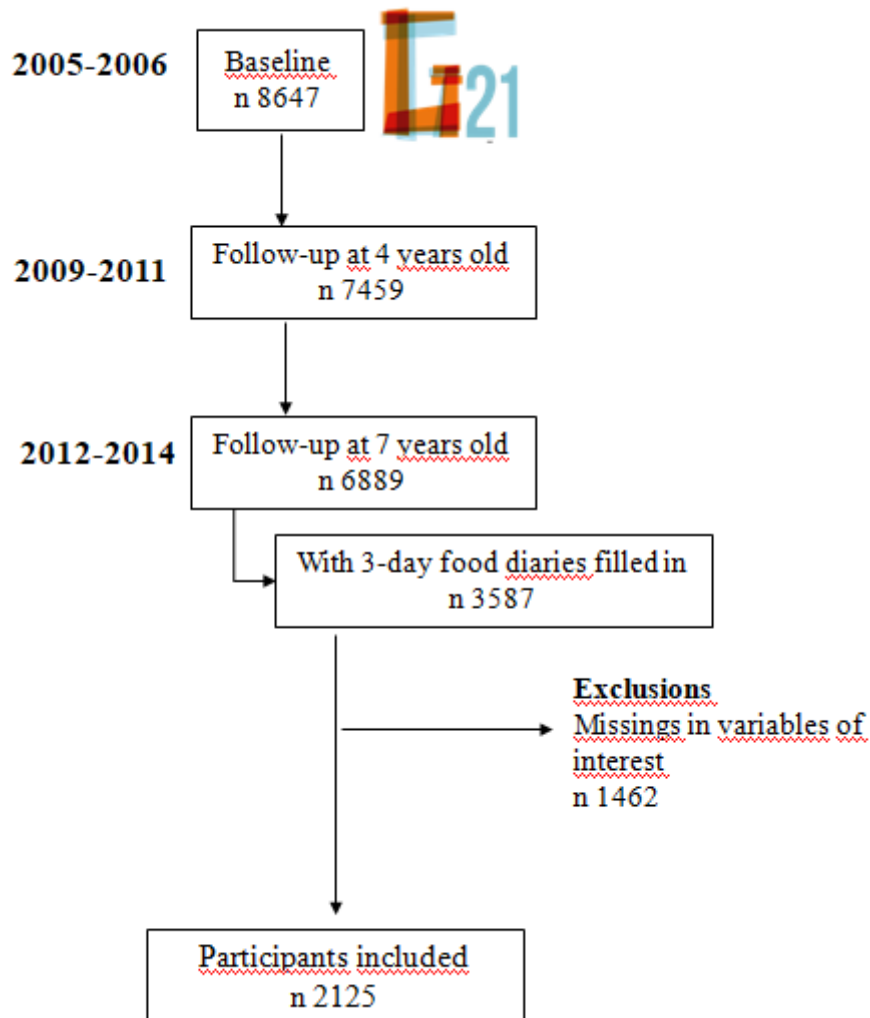 2005-2006
Baseline
n 8647
G21
2009-2011
Follow-up at 4 years old
n 7459
2012-2014
Follow-up at 7 years old
n 6889
With 3-day food diaries filled in
n 3587
Exclusions
Missings in variables of
interest
n 1462
Participants included
n 2125